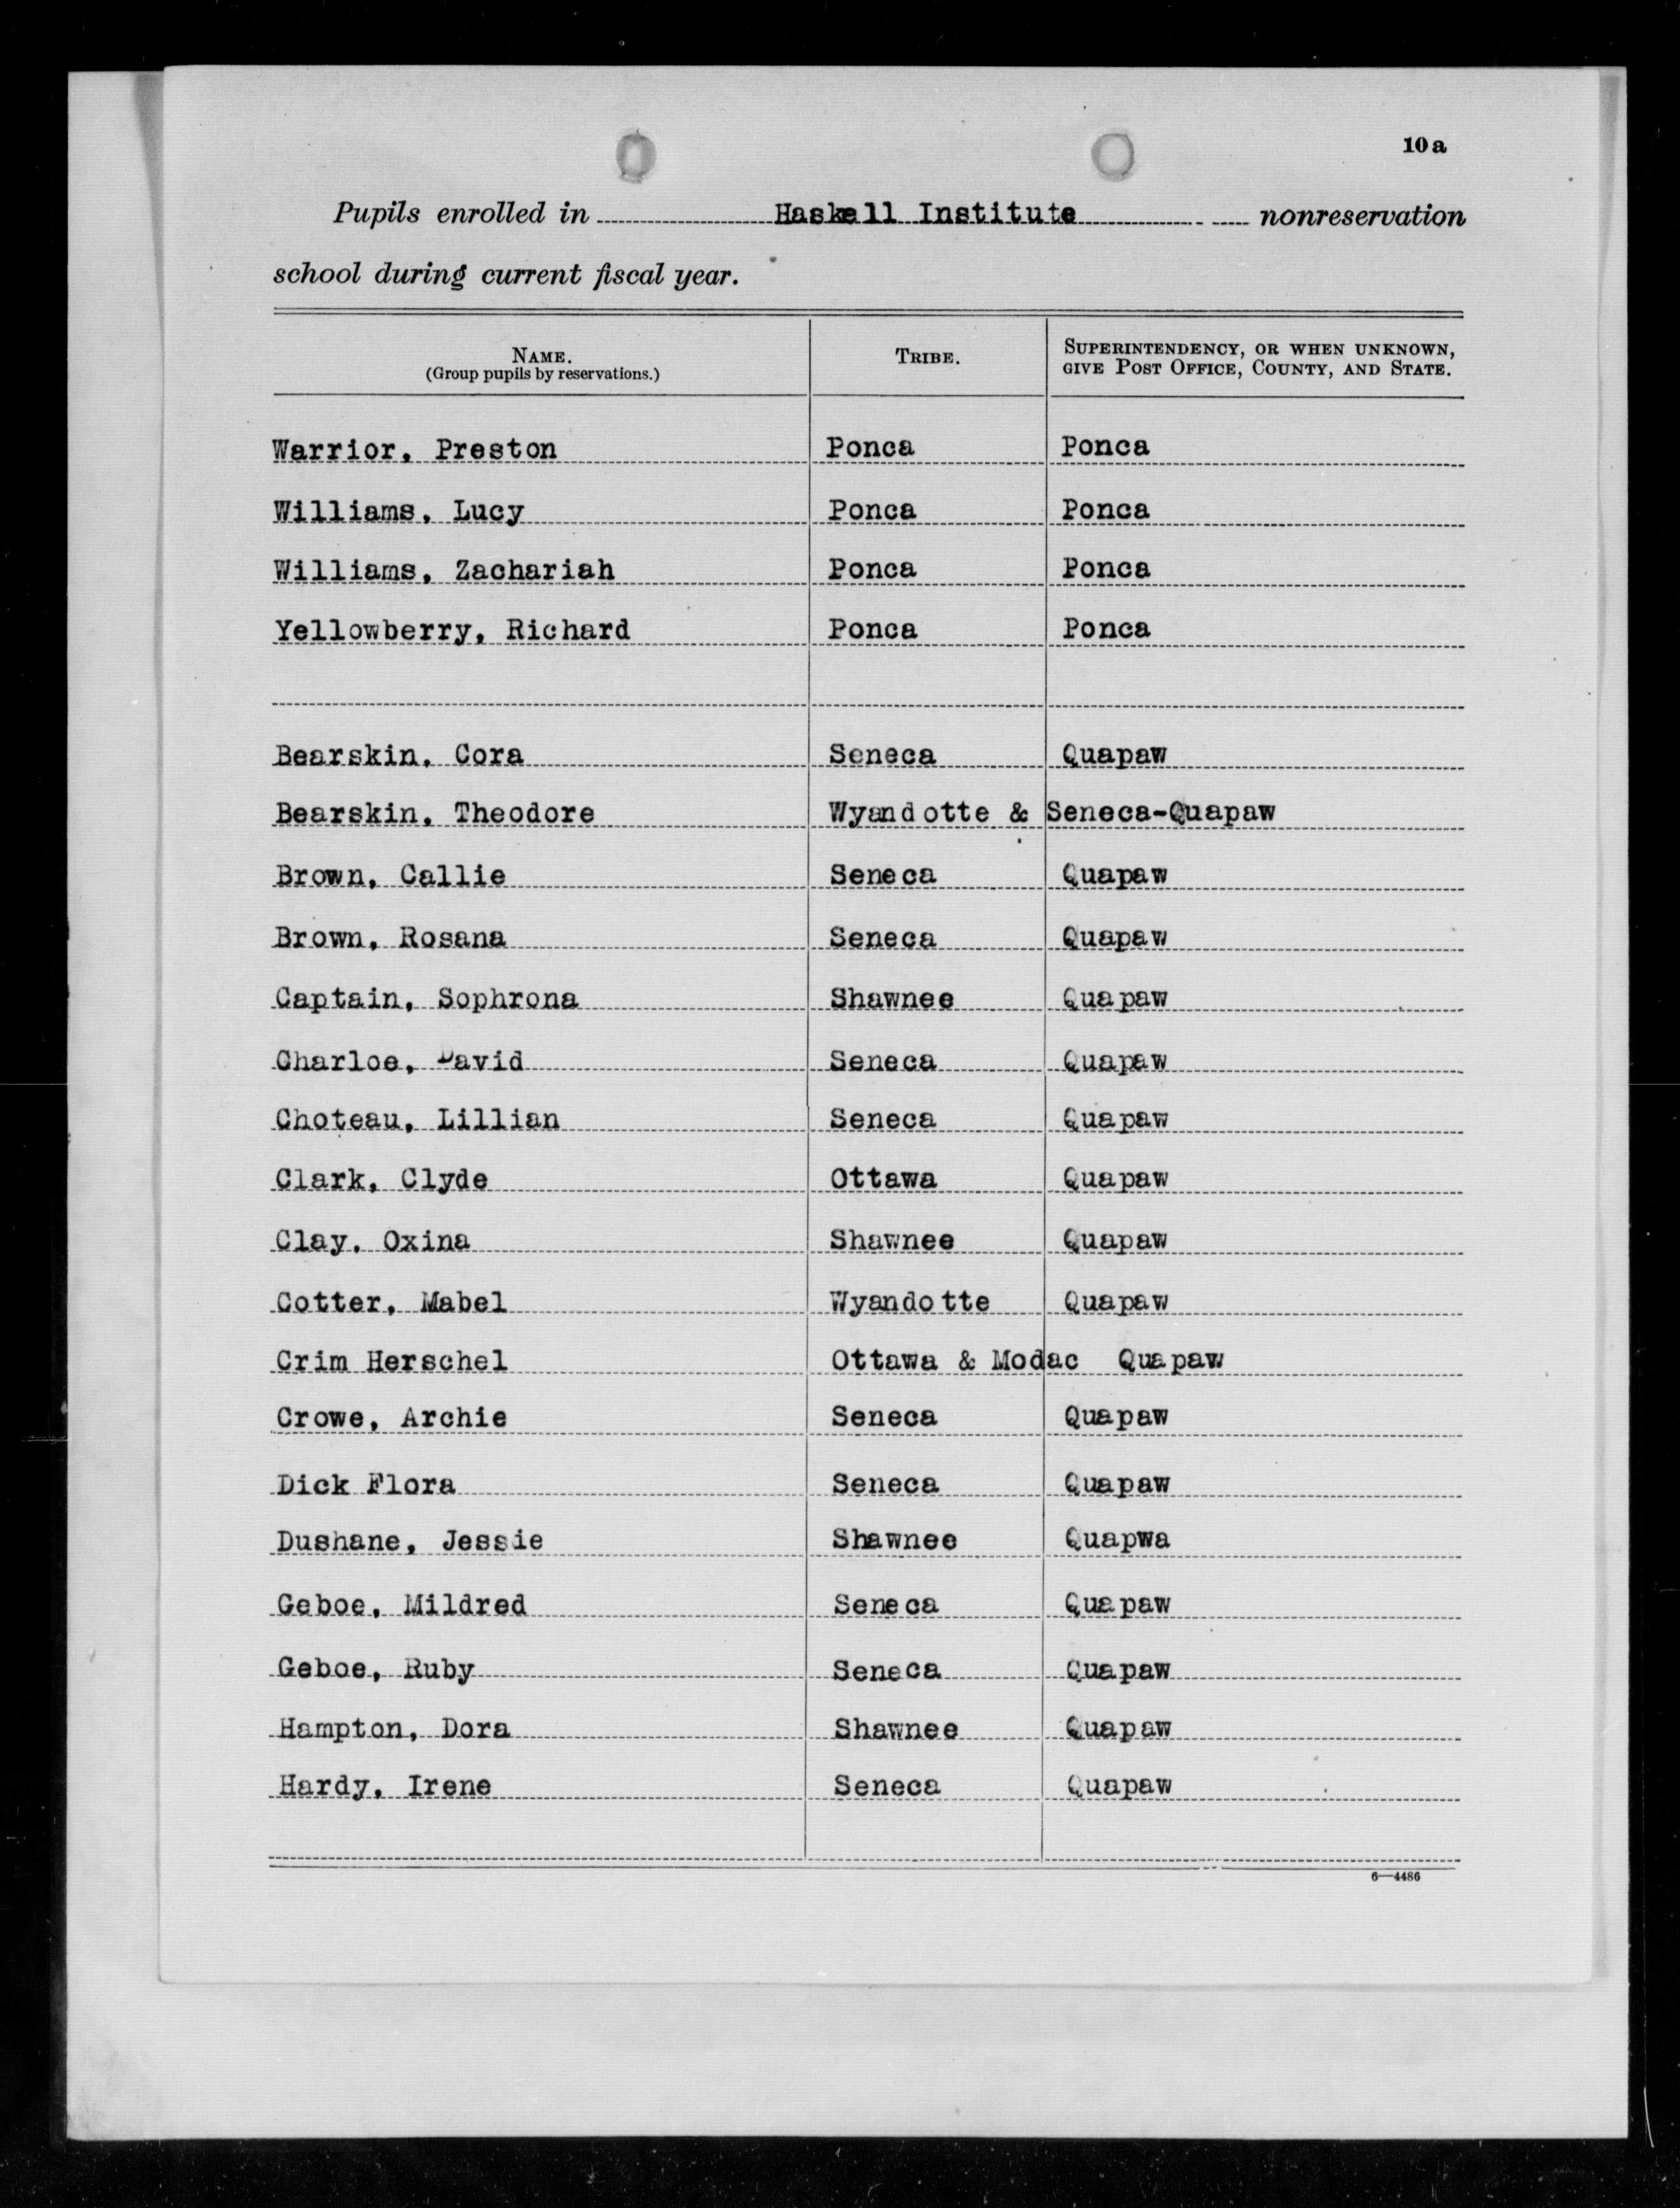 10a
Pupils enrolled in Haskell Institute nonreservation
school during current fiscal year.
NAME. TRIBE. SUPERINTENDENCY, OR WHEN UNKNOWN,
(Group pupils by reservations.) GIVE POST OFFICE, COUNTY, AND STATE.
Warrior, Preston Ponca Ponca
Williams, Lucy Ponca Ponca
Williams, Zachariah Ponca Ponca
Yellowberry, Richard Ponca Ponca
Bearskin, Cora Seneca Quapaw
Bearskin, Theodore Wyandotte & Seneca-Quapaw
Brown, Callie Seneca Quapaw
Brown, Rosana Seneca Quapaw
Captain, Sophrona Shawnee Quapaw
Charloe, David Seneca Quapaw
Choteau, Lillian Seneca Quapaw
Clark, Clyde Ottawa Quapaw
Clay, Oxina Shawnee Quapaw
Cotter, Mabel Wyandotte Quapaw
Crim Herschel Ottawa & Modac Quapaw
Crowe, Archie Seneca Quapaw
Dick Flora Seneca Quapaw
Dushane, Jessie Shawnee Quapwa
Geboe, Mildred Seneca Quapaw
Geboe, Ruby Seneca Quapaw
Hampton, Dora Shawnee Quapaw
Hardy, Irene Seneca Quapaw
6—4486